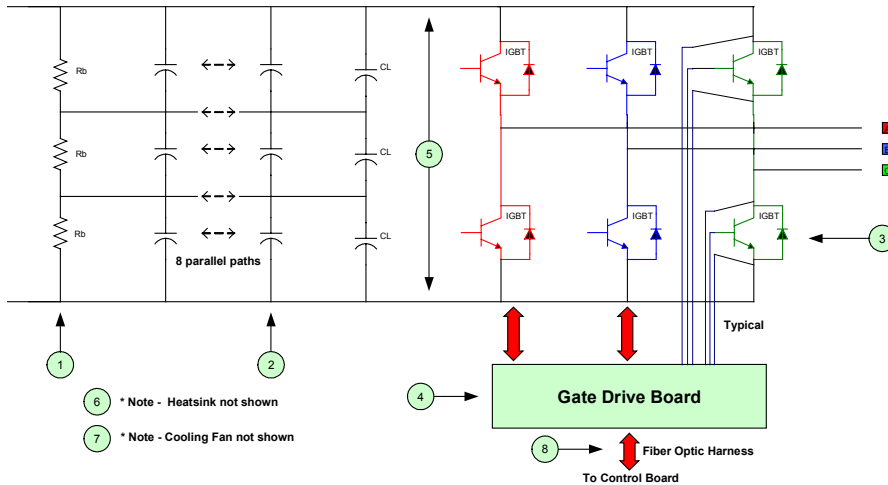 IGBT
IGBT
IGBT
Rb
CL
A
B
5
Rb
CL
C
IGBT
IGBT
IGBT
3
Rb
CL
8 parallel paths
Typical
1
2
4
Gate Drive Board
6
* Note - Heatsink not shown
7
* Note - Cooling Fan not shown
8
Fiber Optic Harness
To Control Board